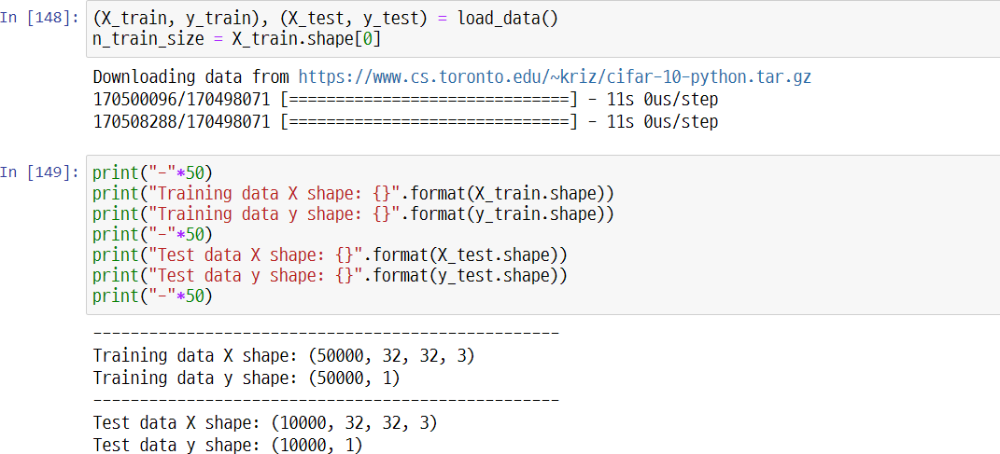 In [148]: (X_train, y_train), (X_test, y_test) = load_data()
n_train_size = X_train.shape[0]
Downloading data from https://www.cs.toronto.edu/~kriz/cifar-10-python.tar.gz
170500096/170498071 [==============================] - 11s 0us/step
170508288/170498071 [==============================] - 11s 0us/step
In [149]: print("-"*50)
print("Training data X shape: {}".format(X_train.shape))
print("Training data y shape: {}".format(y_train.shape))
print("-"*50)
print("Test data X shape: {}".format(X_test.shape))
print("Test data y shape: {}".format(y_test.shape))
print("-"*50)
--------------------------------------------------
Training data X shape: (50000, 32, 32, 3)
Training data y shape: (50000, 1)
--------------------------------------------------
Test data X shape: (10000, 32, 32, 3)
Test data y shape: (10000, 1)